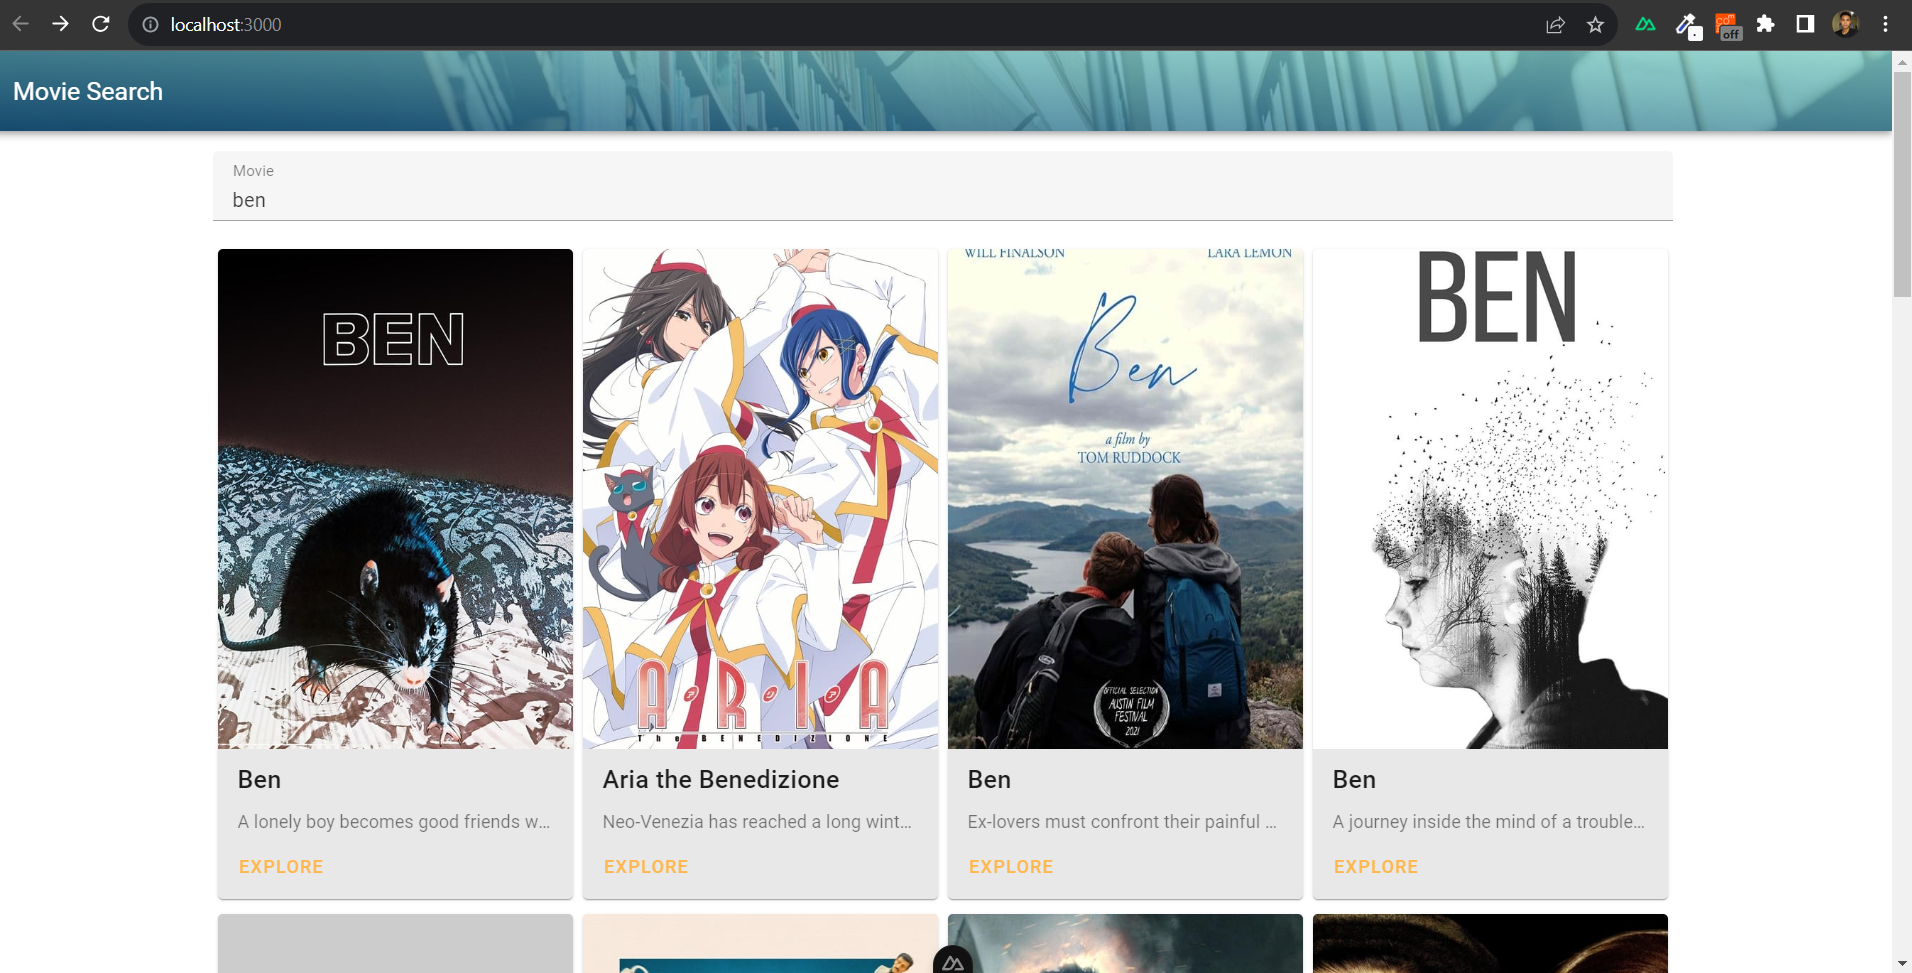 localhost:3000
off
Movie Search
Movie
ben
BEN
A·R·I·A
The BENEDIZIONE
WILL FINALSON LARA LEMON
Ben
a film by
TOM RUDDOCK
OFFICIAL SELECTION
AUSTIN FILM
FESTIVAL
2021
BEN
Ben
A lonely boy becomes good friends w...
EXPLORE
Aria the Benedizione
Neo-Venezia has reached a long wint...
EXPLORE
Ben
Ex-lovers must confront their painful ...
EXPLORE
Ben
A journey inside the mind of a trouble...
EXPLORE